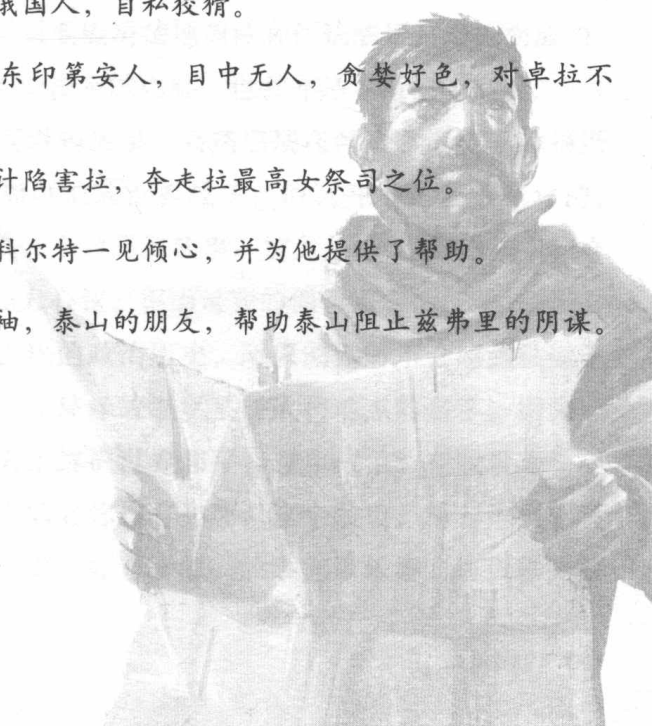 俄国人，自私狡猾。
东印第安人，目中无人，贪婪好色，对卓拉不
计陷害拉，夺走拉最高女祭司之位。
科尔特一见倾心，并为他提供了帮助。
袖，泰山的朋友，帮助泰山阻止兹弗里的阴谋。